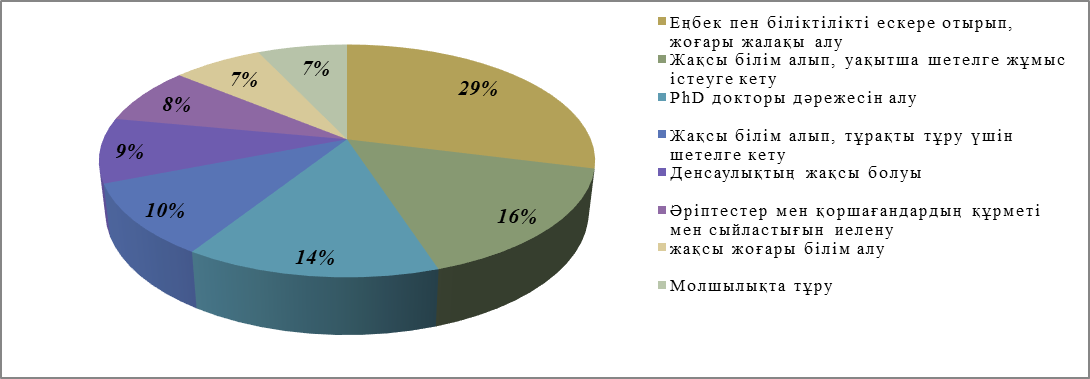 29%
16%
14%
10%
9%
8%
7%
7%
Еңбек пен біліктілікті ескере отырып,
жоғары жалақы алу
Жақсы білім алып, уақытша шетелге жұмыс
істеуге кету
PhD докторы дәрежесін алу
Жақсы білім алып, тұрақты тұру үшін
шетелге кету
Денсаулықтың жақсы болуы
Әріптестер мен қоршағандардың құрметі
мен сыйластығын иелену
жақсы жоғары білім алу
Молшылықта тұру